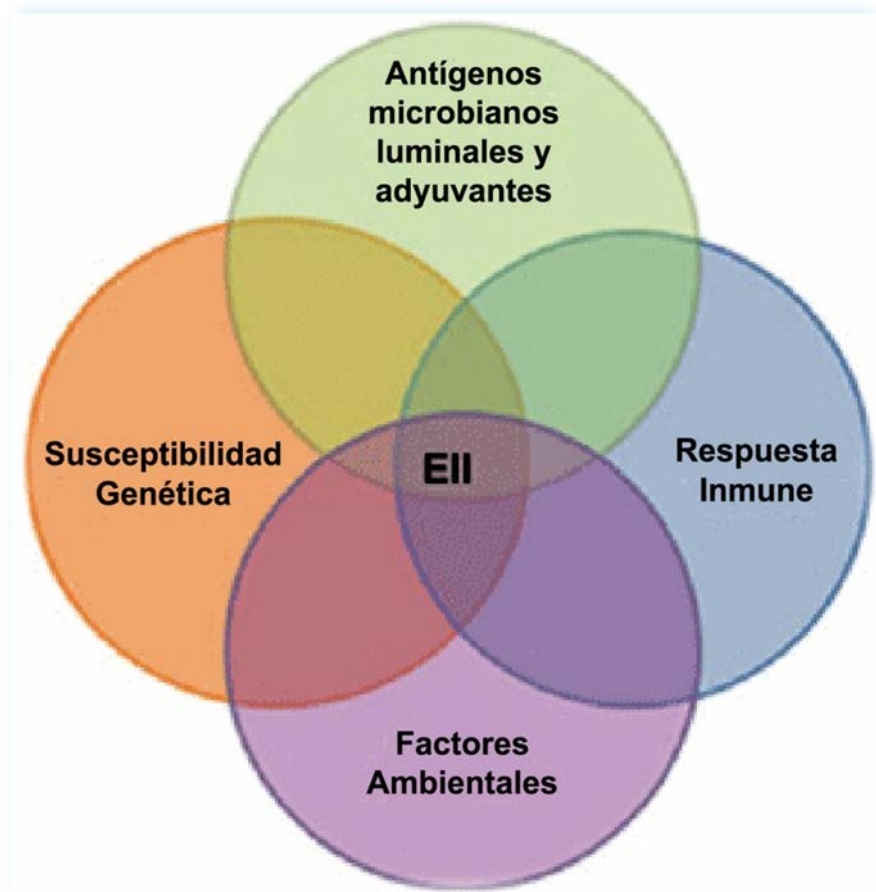 Antígenos
microbianos
luminales y
adyuvantes
Susceptibilidad
Genética
EII
Respuesta
Inmune
Factores
Ambientales